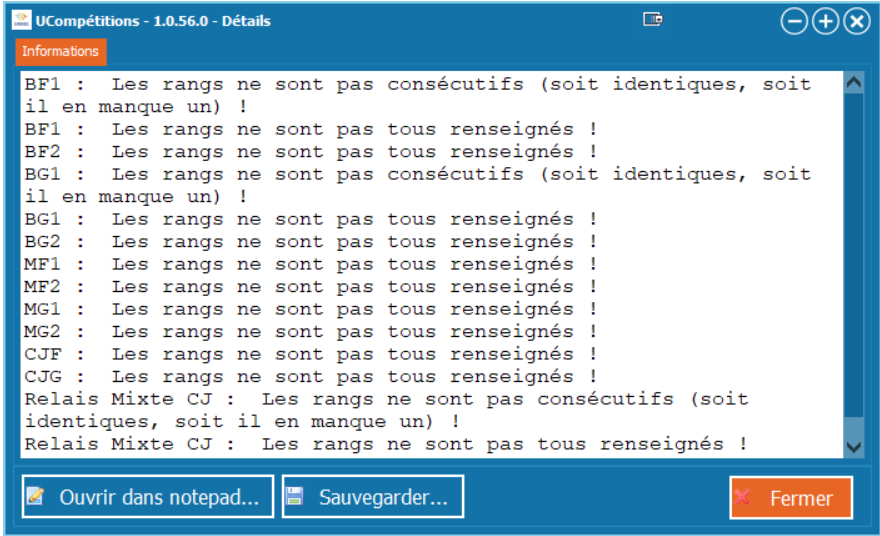 UCompétitions - 1.0.56.0 - Détails
Informations
BF1 :  Les rangs ne sont pas consécutifs (soit identiques, soit
il en manque un) !
BF1 :  Les rangs ne sont pas tous renseignés !
BF2 :  Les rangs ne sont pas tous renseignés !
BG1 :  Les rangs ne sont pas consécutifs (soit identiques, soit
il en manque un) !
BG1 :  Les rangs ne sont pas tous renseignés !
BG2 :  Les rangs ne sont pas tous renseignés !
MF1 :  Les rangs ne sont pas tous renseignés !
MF2 :  Les rangs ne sont pas tous renseignés !
MG1 :  Les rangs ne sont pas tous renseignés !
MG2 :  Les rangs ne sont pas tous renseignés !
CJF :  Les rangs ne sont pas tous renseignés !
CJG :  Les rangs ne sont pas tous renseignés !
Relais Mixte CJ :  Les rangs ne sont pas consécutifs (soit
identiques, soit il en manque un) !
Relais Mixte CJ :  Les rangs ne sont pas tous renseignés !
Ouvrir dans notepad... Sauvegarder... Fermer